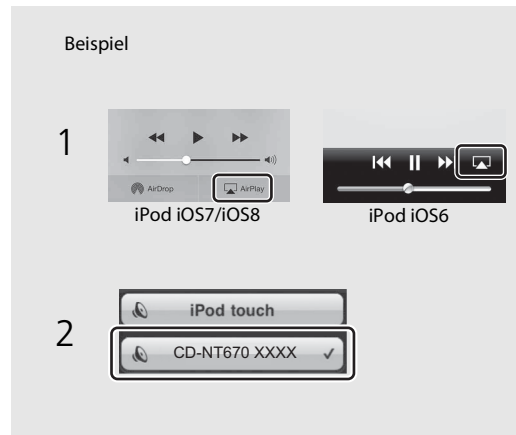 Beispiel
1
AirDrop
AirPlay
iPod iOS7/iOS8
iPod iOS6
2
iPod touch
CD-NT670 XXXX